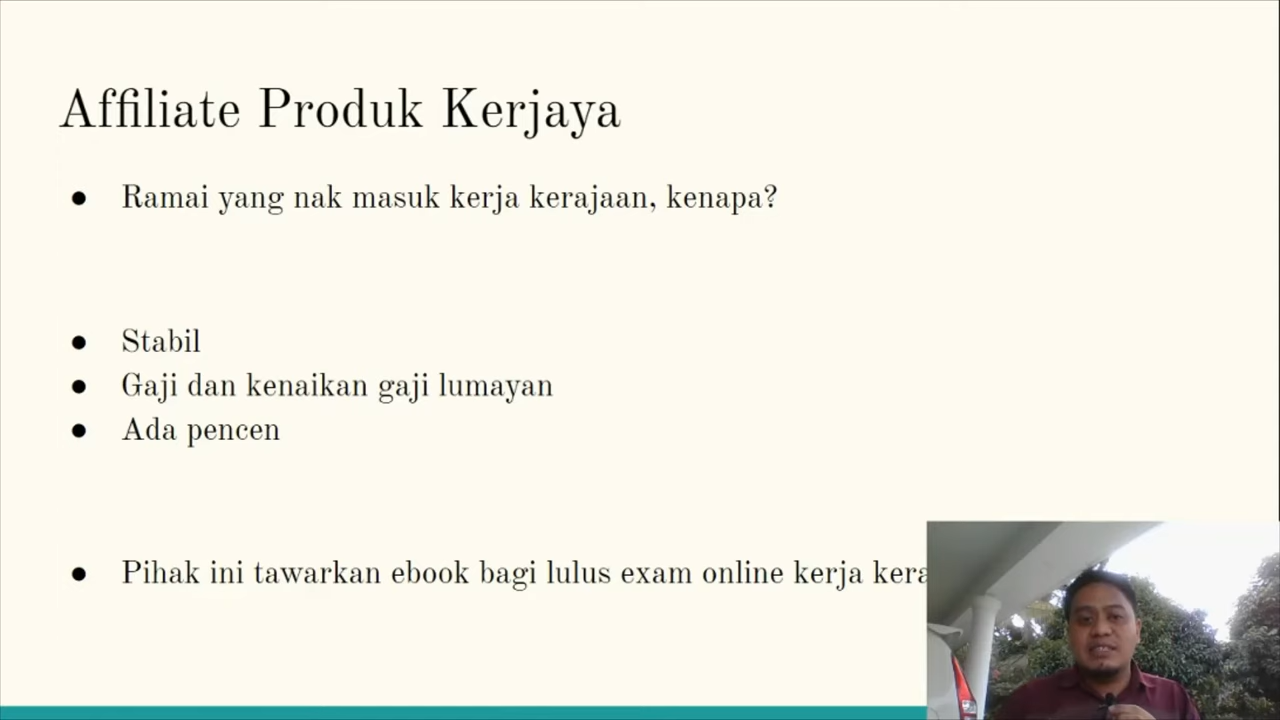 Affiliate Produk Kerjaya
● Ramai yang nak masuk kerja kerajaan, kenapa?
● Stabil
● Gaji dan kenaikan gaji lumayan
● Ada pencen
● Pihak ini tawarkan ebook bagi lulus exam online kerja kera